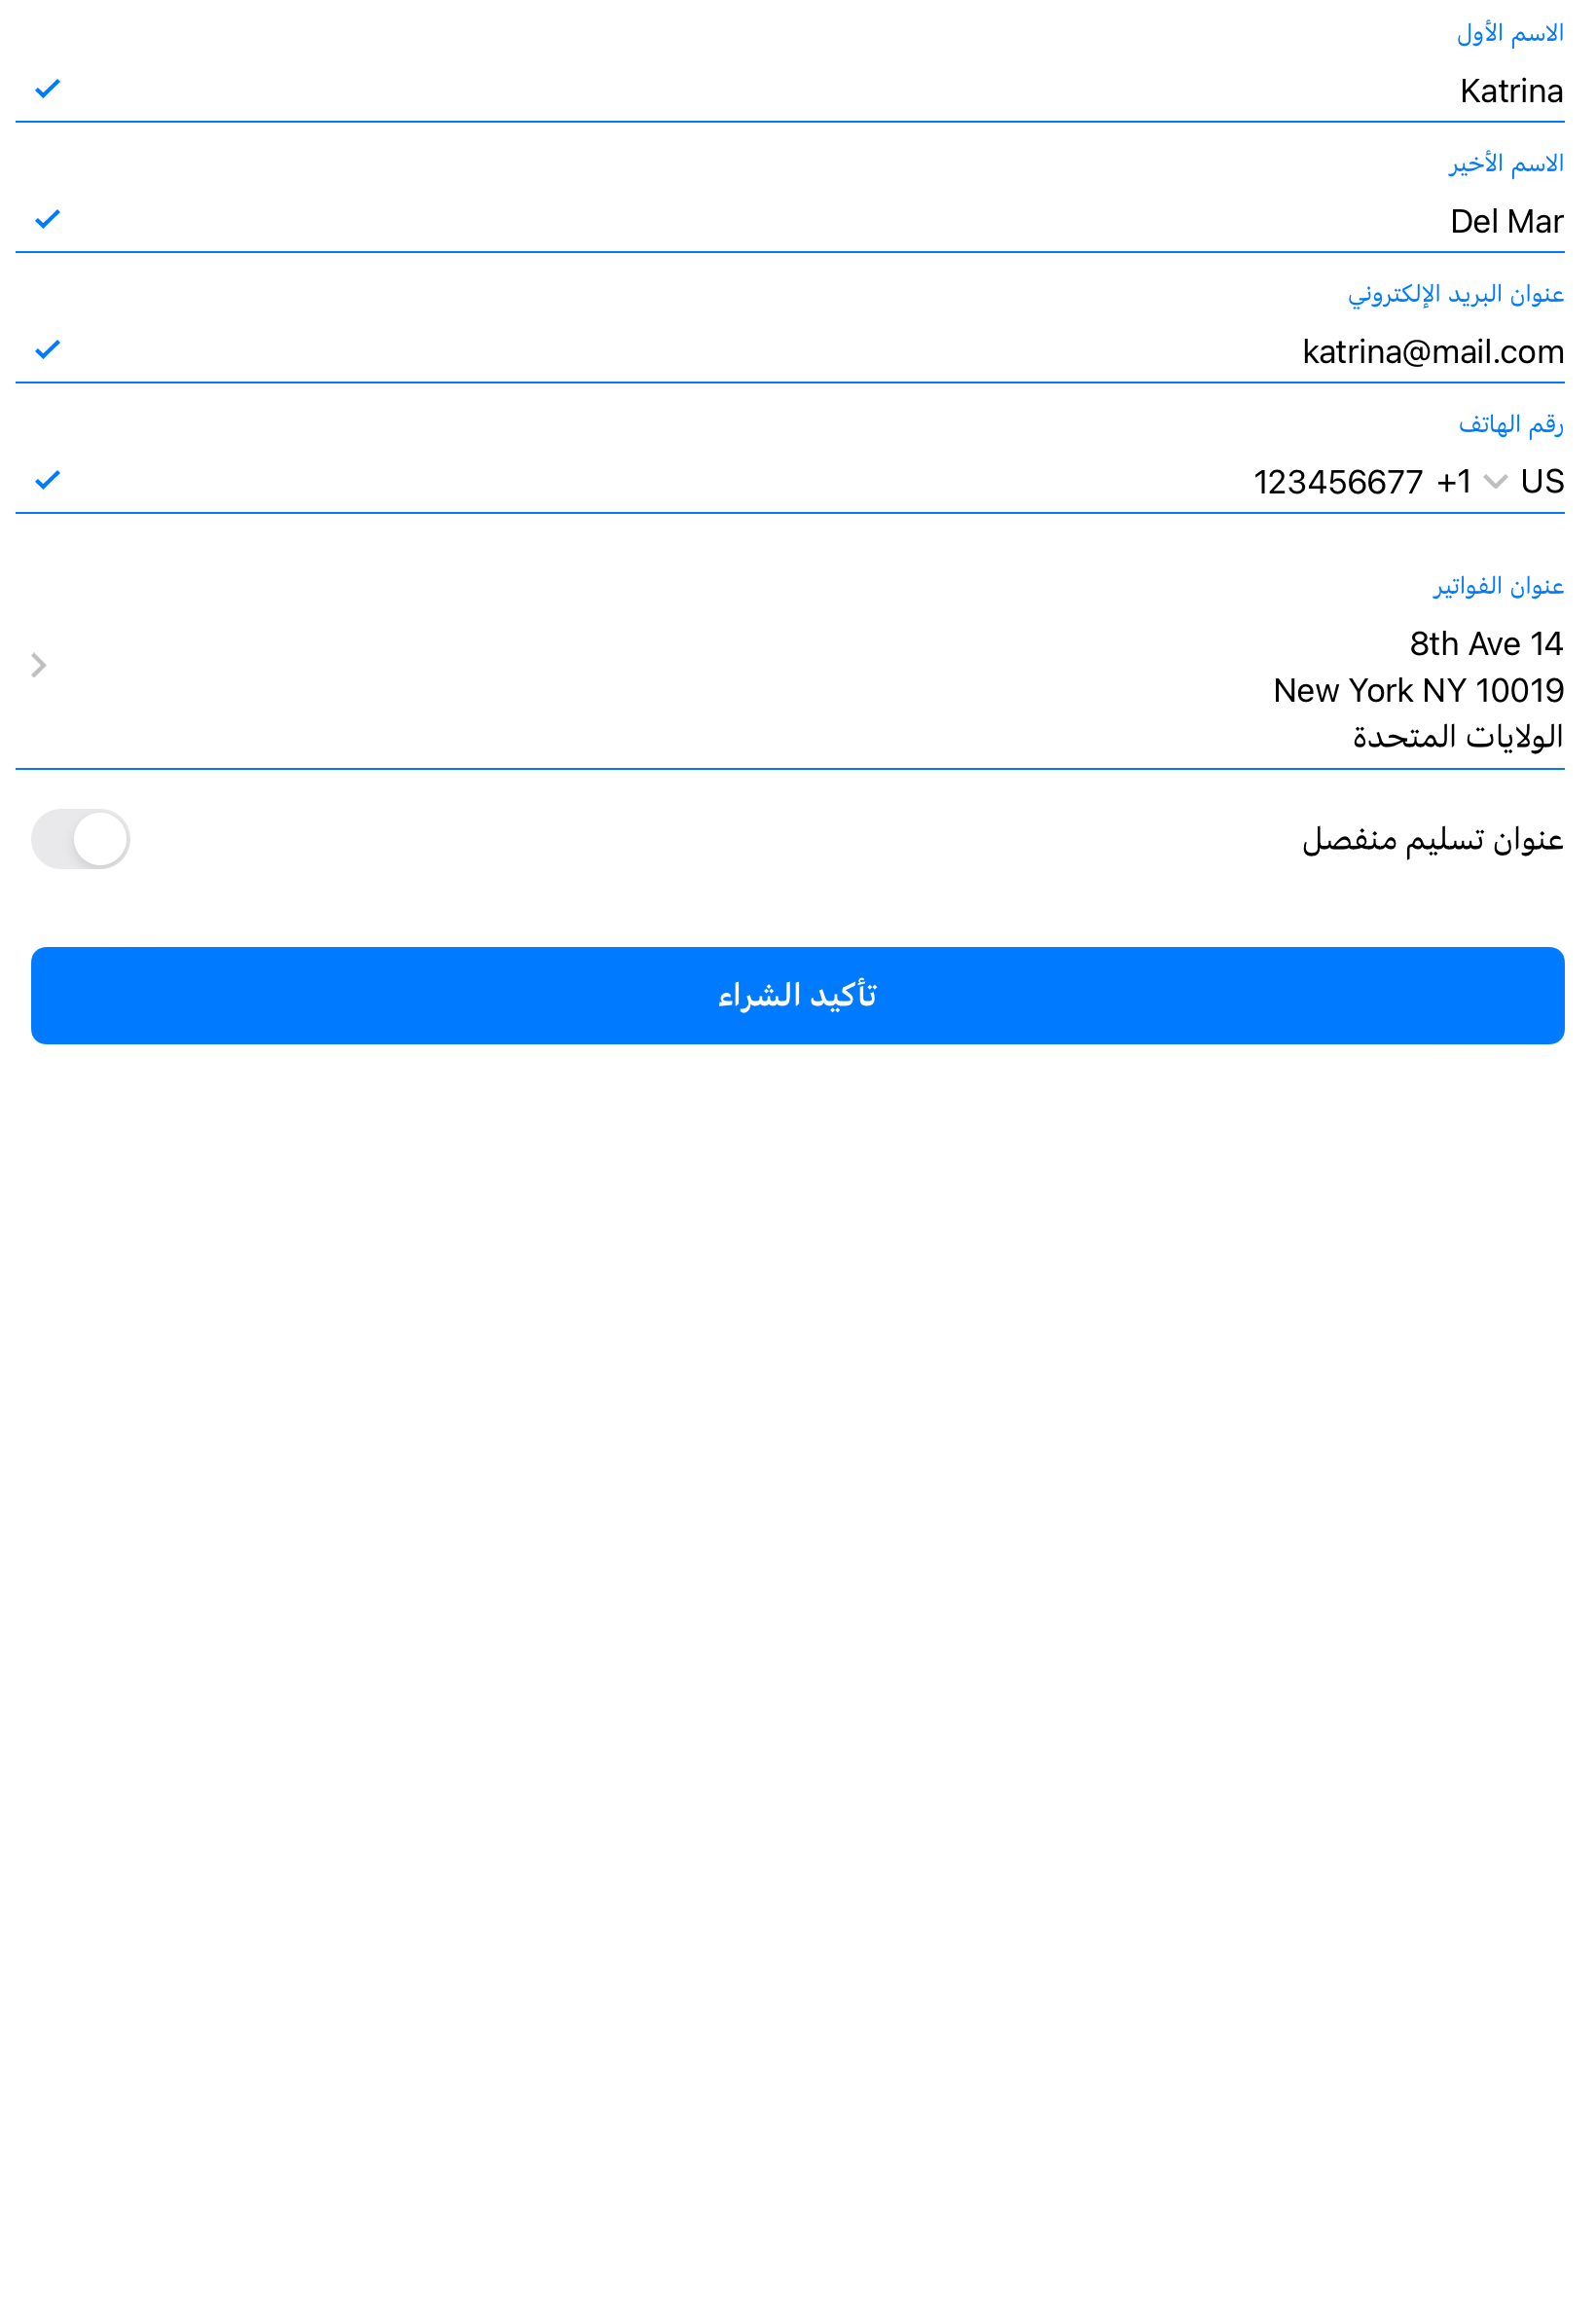 الاسم الأول
Katrina
الاسم الأخير
Del Mar
عنوان البريد الإلكتروني
katrina@mail.com
رقم الهاتف
US +1 123456677
عنوان الفواتير
8th Ave 14
New York NY 10019
الولايات المتحدة
عنوان تسليم منفصل
تأكيد الشراء